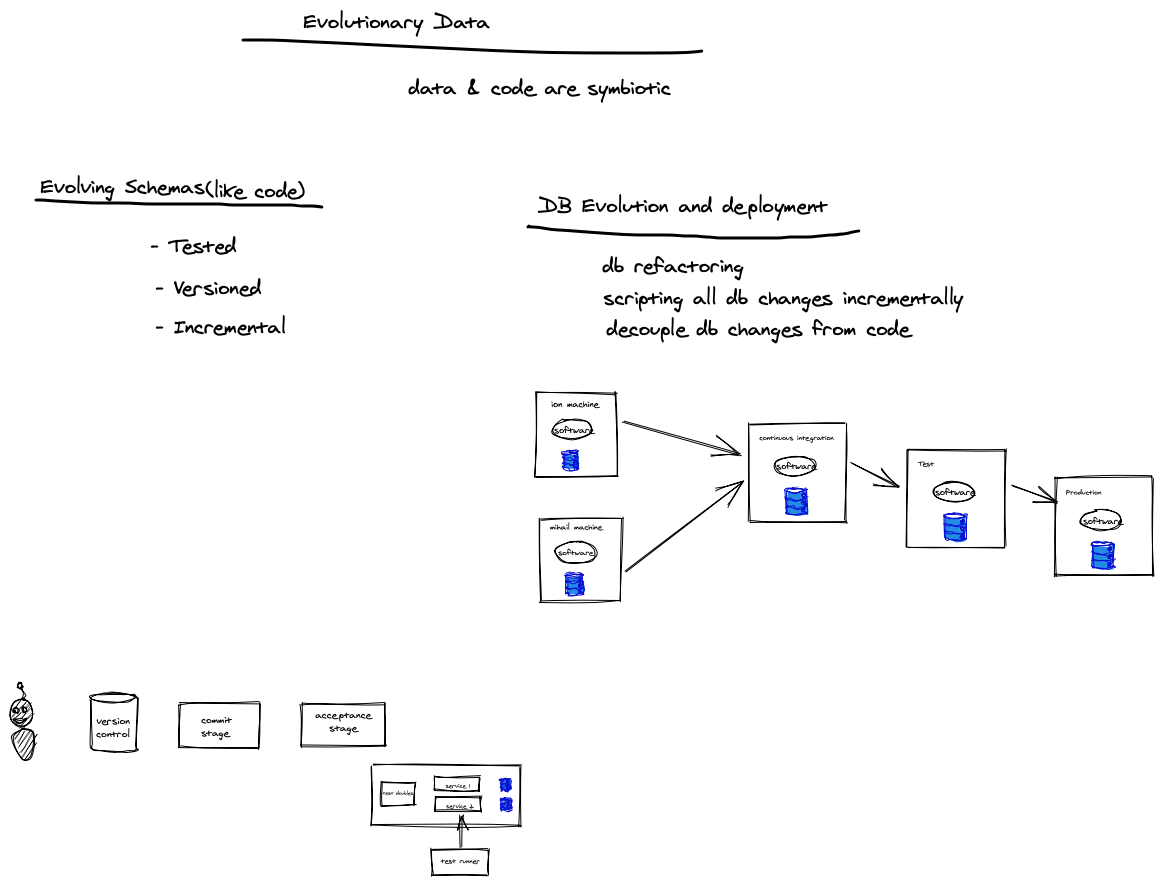 Evolutionary Data
data & code are symbiotic
Evolving Schemas(like code)
- Tested
- Versioned
- Incremental
DB Evolution and deployment
db refactoring
scripting all db changes incrementally
decouple db changes from code
ion machine
software
mihail machine
software
continuous integration
software
Test
software
Production
software
version
control
commit
stage
acceptance
stage
doubles
service 1
service 2
test runner